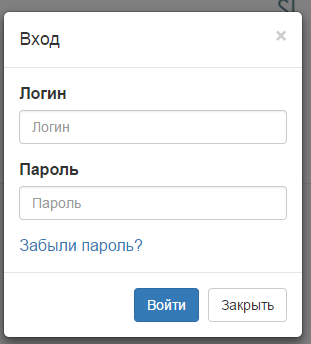 Вход
×
Логин
Логин
Пароль
Пароль
Забыли пароль?
Войти Закрыть